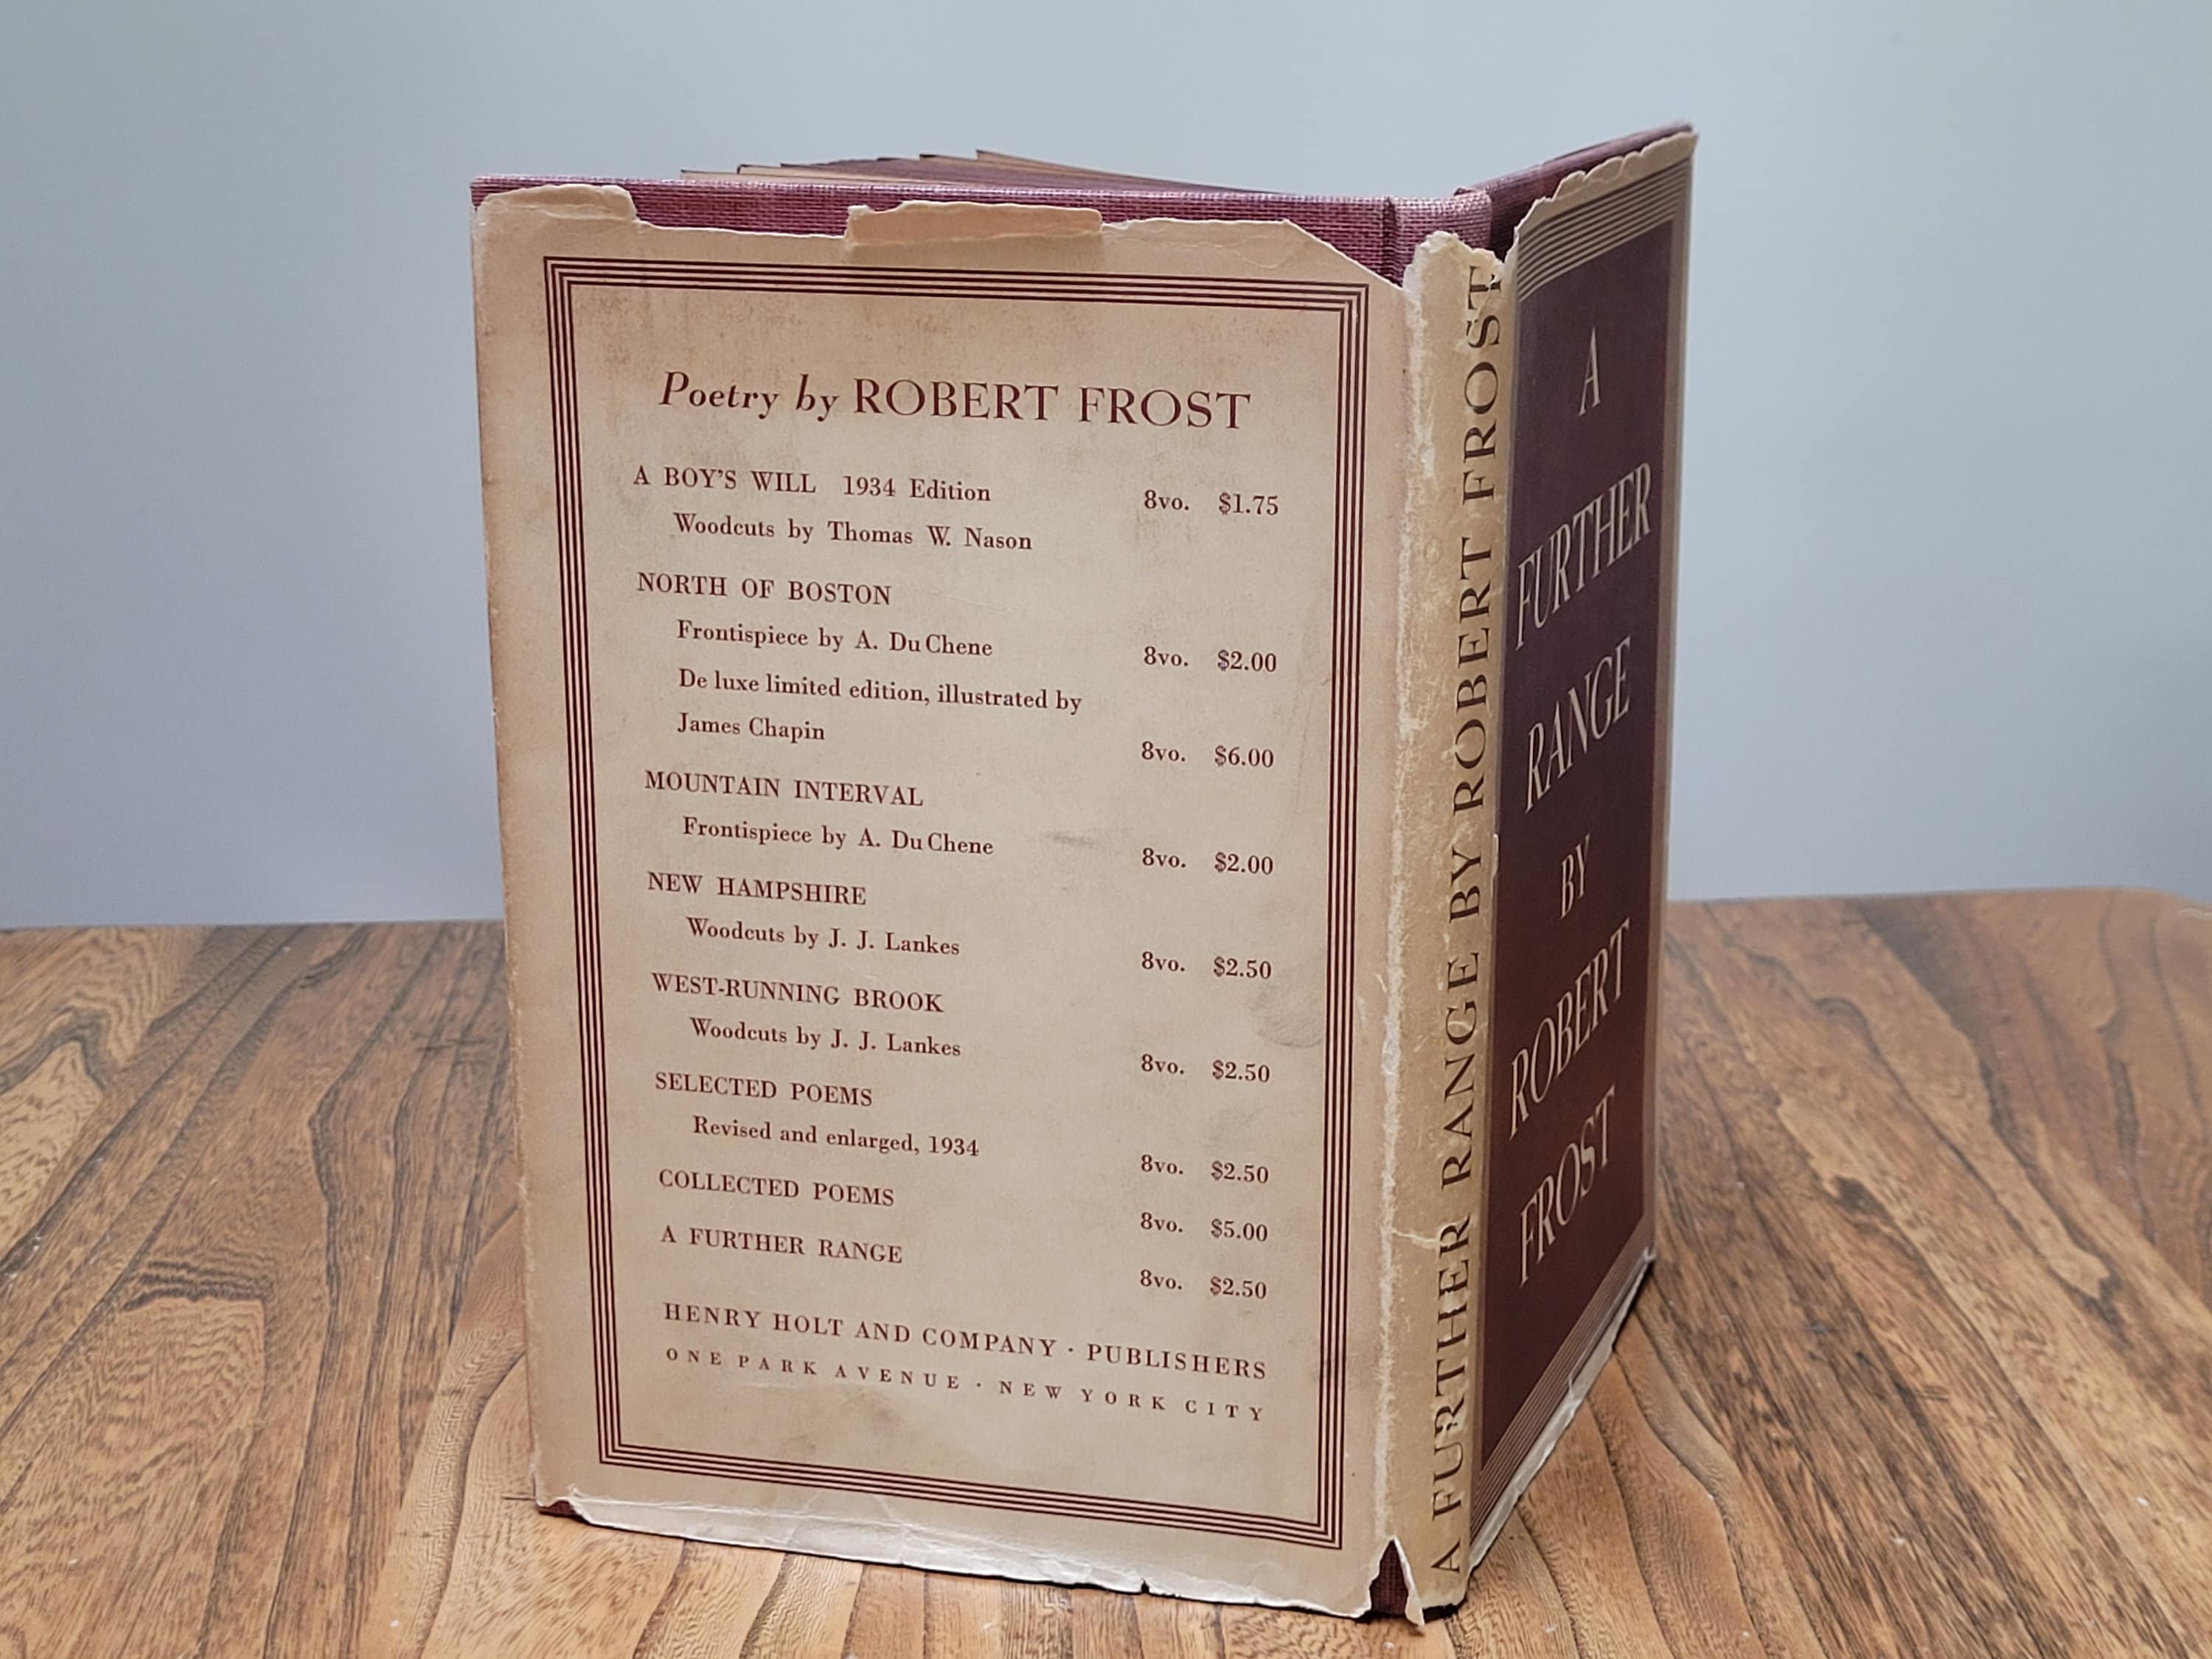 Poetry by ROBERT FROST
A BOY'S WILL 1934 Edition 8vo. $1.75
Woodcuts by Thomas W. Nason
NORTH OF BOSTON
Frontispiece by A. Du Chene 8vo. $2.00
De luxe limited edition, illustrated by
James Chapin 8vo. $6.00
MOUNTAIN INTERVAL
Frontispiece by A. Du Chene 8vo. $2.00
NEW HAMPSHIRE
Woodcuts by J. J. Lankes 8vo. $2.50
WEST-RUNNING BROOK
Woodcuts by J. J. Lankes 8vo. $2.50
SELECTED POEMS
Revised and enlarged, 1934 8vo. $2.50
COLLECTED POEMS 8vo. $5.00
A FURTHER RANGE 8vo. $2.50
HENRY HOLT AND COMPANY · PUBLISHERS
ONE PARK AVENUE · NEW YORK CITY
A FURTHER RANGE BY ROBERT FROST
A
FURTHER
RANGE
BY
ROBERT
FROST